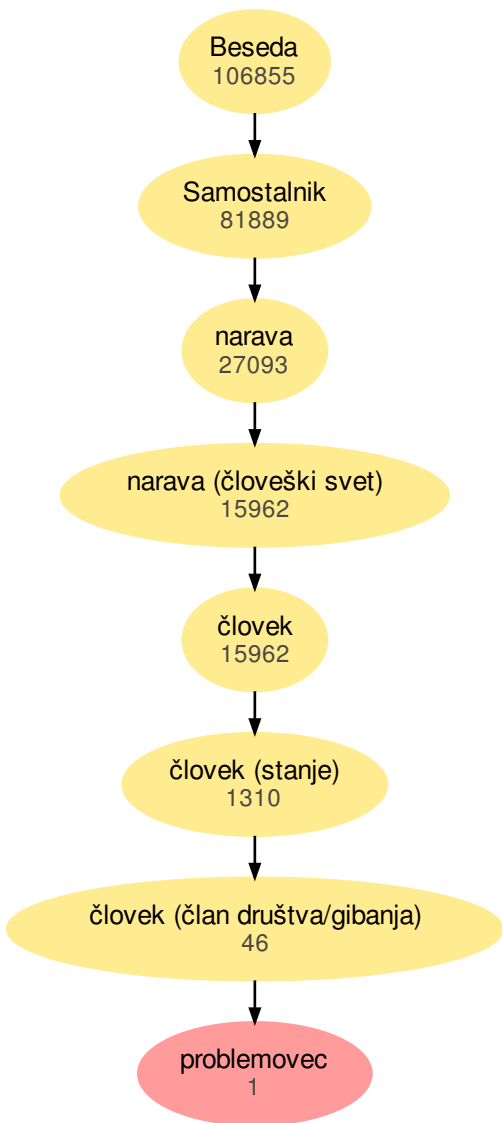 Beseda
106855
Samostalnik
81889
narava
27093
narava (človeški svet)
15962
človek
15962
človek (stanje)
1310
človek (član društva/gibanja)
46
problemovec
1